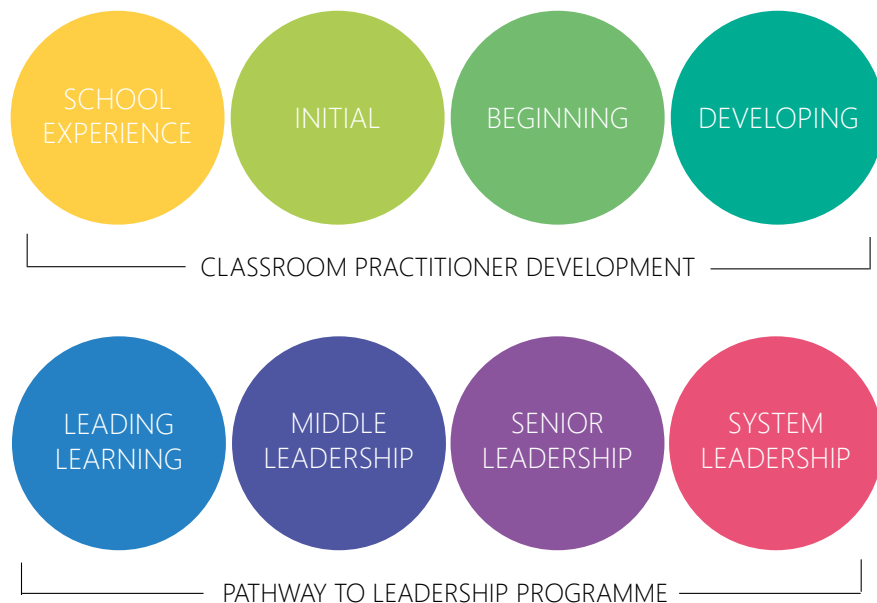 SCHOOL
EXPERIENCE
INITIAL
BEGINNING
DEVELOPING
CLASSROOM PRACTITIONER DEVELOPMENT
LEADING
LEARNING
MIDDLE
LEADERSHIP
SENIOR
LEADERSHIP
SYSTEM
LEADERSHIP
PATHWAY TO LEADERSHIP PROGRAMME